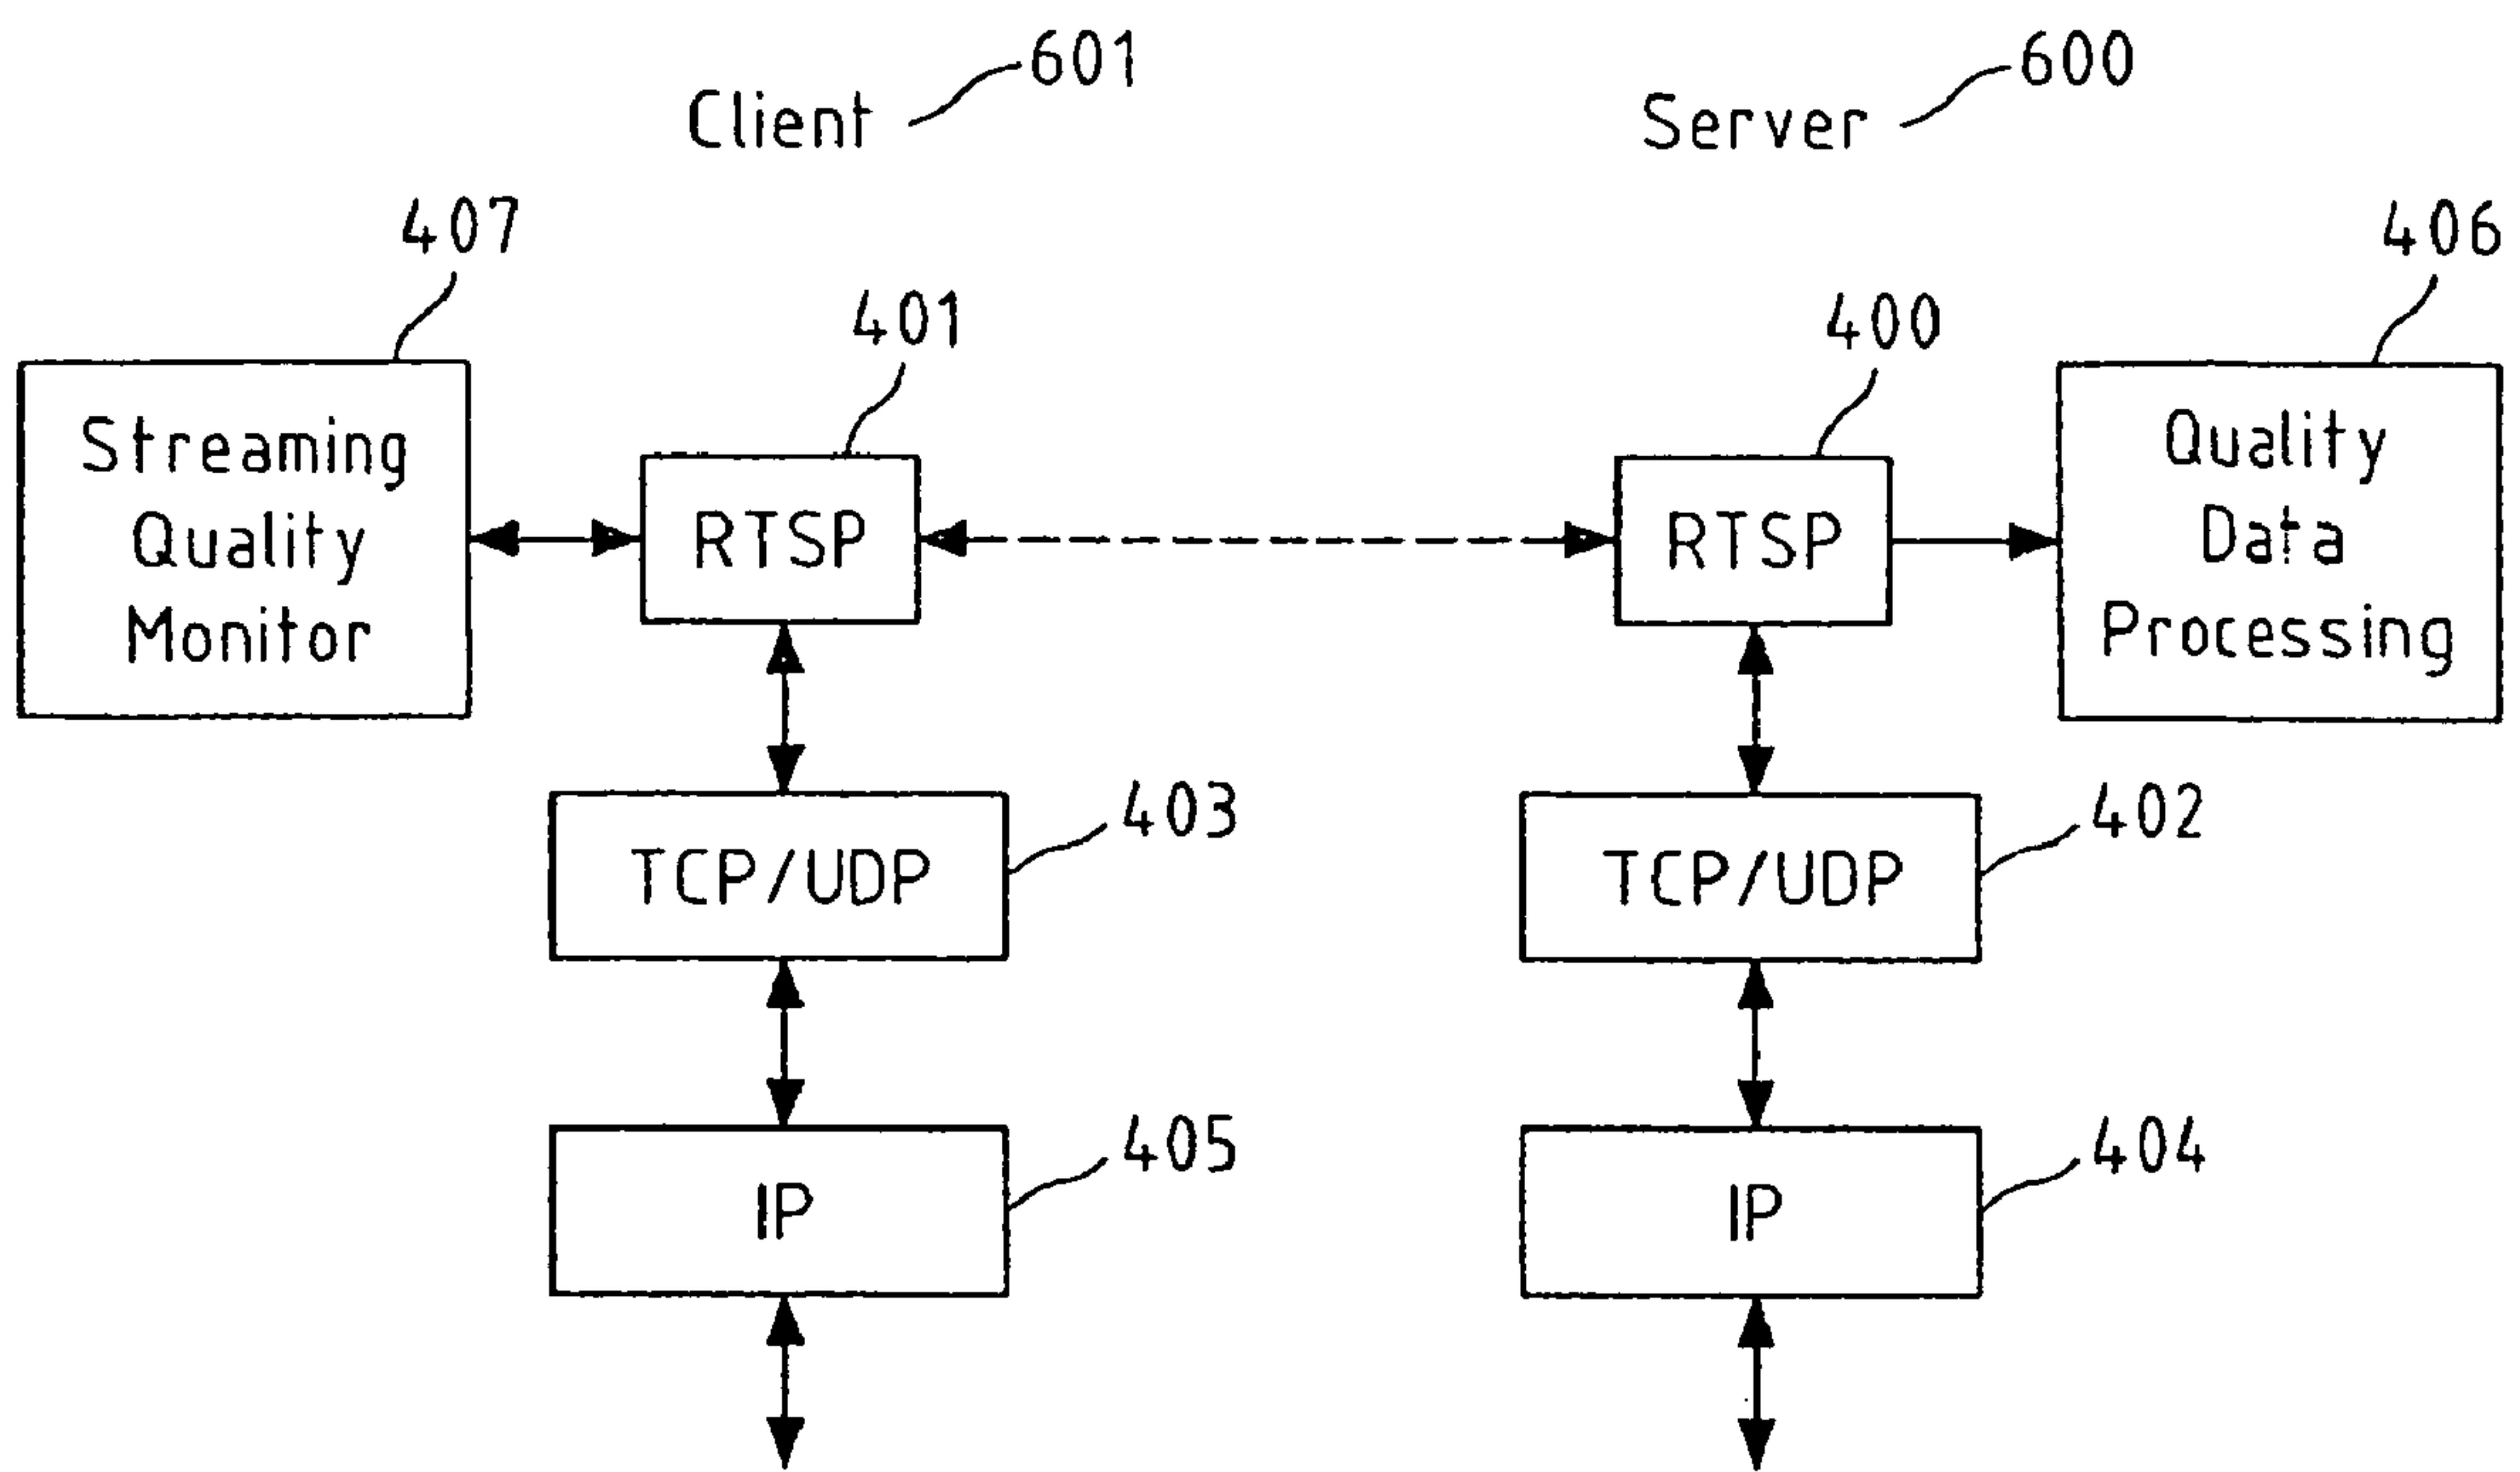 601
600
Client
Server
407
406
401
400
Streaming
Quality
Monitor
RTSP
RTSP
Quality
Data
Processing
403
402
TCP/UDP
TCP/UDP
405
404
IP
IP